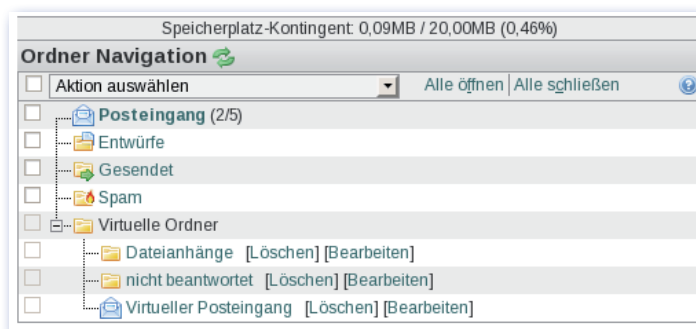 Speicherplatz-Kontingent: 0,09MB / 20,00MB (0,46%)
Ordner Navigation
Aktion auswählen Alle öffnen Alle schließen
Posteingang (2/5)
Entwürfe
Gesendet
Spam
Virtuelle Ordner
Dateianhänge [Löschen] [Bearbeiten]
nicht beantwortet [Löschen] [Bearbeiten]
Virtueller Posteingang [Löschen] [Bearbeiten]